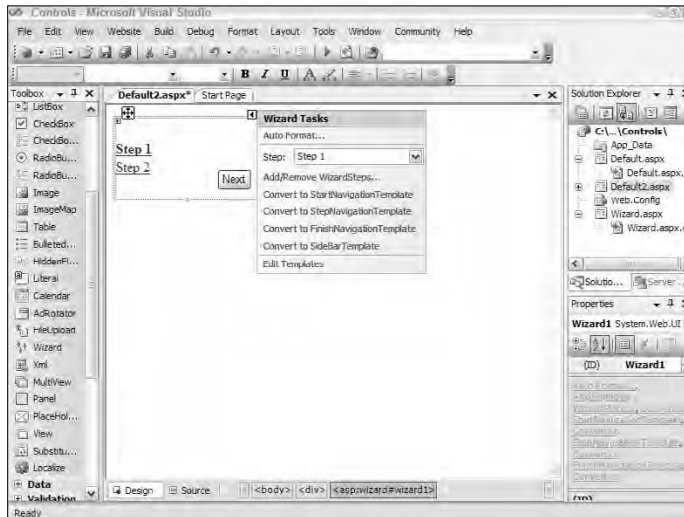 Controls - Microsoft Visual Studio
File Edit View Website Build Debug Format Layout Tools Window Community Help
B I U A
Toolbox
Default2.aspx* Start Page
Solution Explorer
ListBox
CheckBox
CheckBo...
RadioBu...
RadioBu...
Image
ImageMap
Table
Bulleted...
HiddenFi...
Literal
Calendar
AdRotator
FileUpload
Wizard
Xml
MultiView
Panel
PlaceHol...
View
Substitu...
Localize
Data
Validation
Step 1
Step 2
Next
Wizard Tasks
Auto Format...
Step: Step 1
Add/Remove WizardSteps...
Convert to StartNavigationTemplate
Convert to StepNavigationTemplate
Convert to FinishNavigationTemplate
Convert to SideBarTemplate
Edit Templates
C:\...\Controls\
App_Data
Default.aspx
Default.aspx.
Default2.aspx
Web.Config
Wizard.aspx
Wizard.aspx.
Solutio... Server
Properties
Wizard1 System.Web.UI
(ID) Wizard1
(ID)
Design Source <body> <div> <asp:wizard#wizard1>
Ready